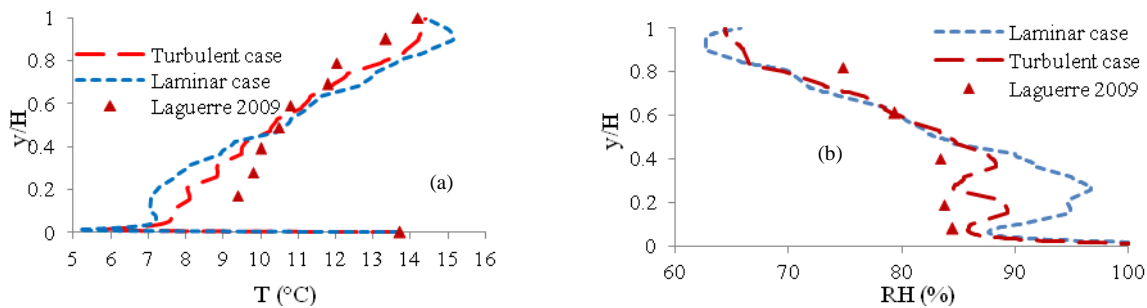 1
0.8
0.6
0.4
0.2
0
y/H
5 6 7 8 9 10 11 12 13 14 15 16
T (°C)
Turbulent case
Laminar case
Laguerre 2009
(a)
1
0.8
0.6
0.4
0.2
0
y/H
60 70 80 90 100
RH (%)
Laminar case
Turbulent case
Laguerre 2009
(b)